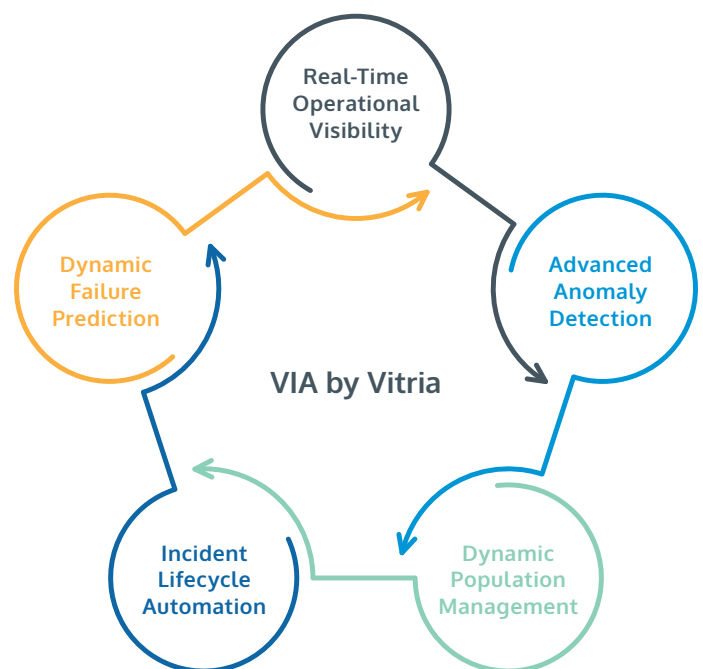 Real-Time
Operational
Visibility
Advanced
Anomaly
Detection
Dynamic
Population
Management
Incident
Lifecycle
Automation
Dynamic
Failure
Prediction
VIA by Vitria